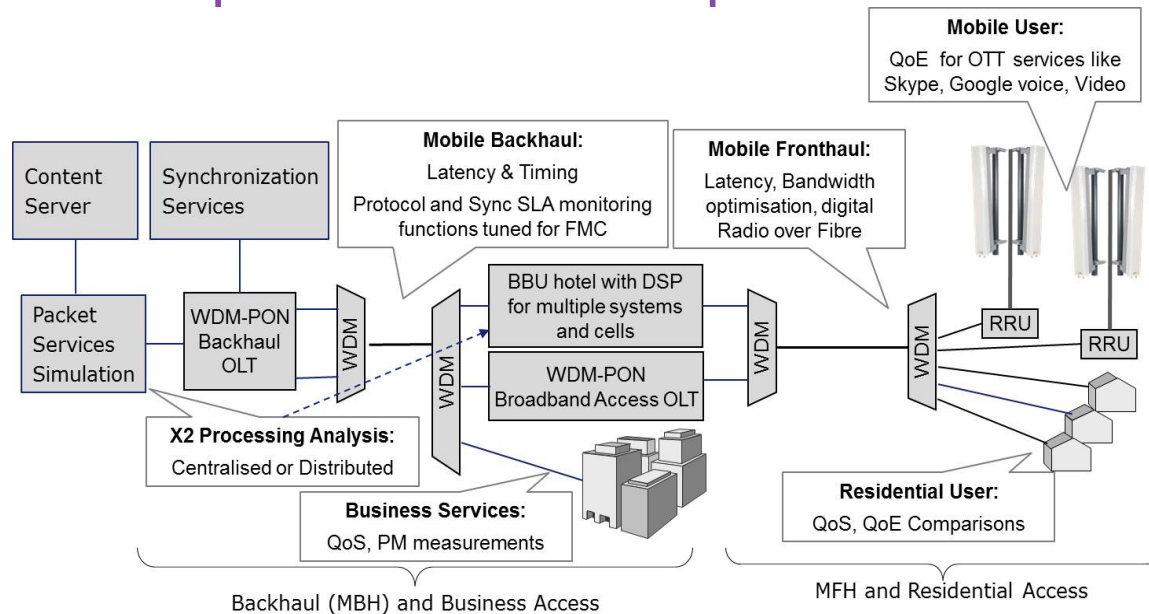 Mobile User:
QoE for OTT services like
Skype, Google voice, Video
Mobile Backhaul:
Latency & Timing
Protocol and Sync SLA monitoring
functions tuned for FMC
Mobile Fronthaul:
Latency, Bandwidth
optimisation, digital
Radio over Fibre
Content
Server
Synchronization
Services
Packet
Services
Simulation
WDM-PON
Backhaul
OLT
WDM
WDM
BBU hotel with DSP
for multiple systems
and cells
WDM-PON
Broadband Access OLT
WDM
WDM
RRU
RRU
X2 Processing Analysis:
Centralised or Distributed
Business Services:
QoS, PM measurements
Residential User:
QoS, QoE Comparisons
Backhaul (MBH) and Business Access
MFH and Residential Access